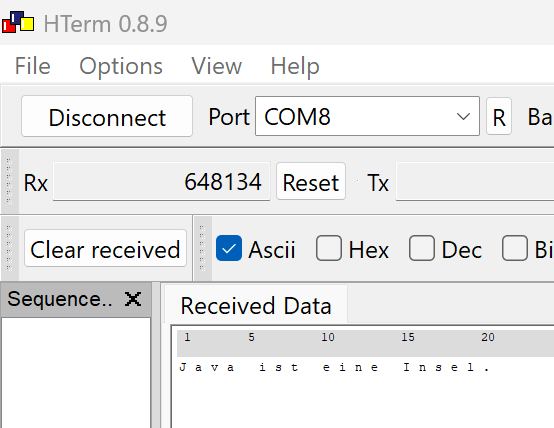 HTerm 0.8.9
File Options View Help
Disconnect Port COM8 R Ba
Rx 648134 Reset Tx
Clear received Ascii Hex Dec Bi
Sequence.. Received Data
1 5 10 15 20
Java ist eine Insel.